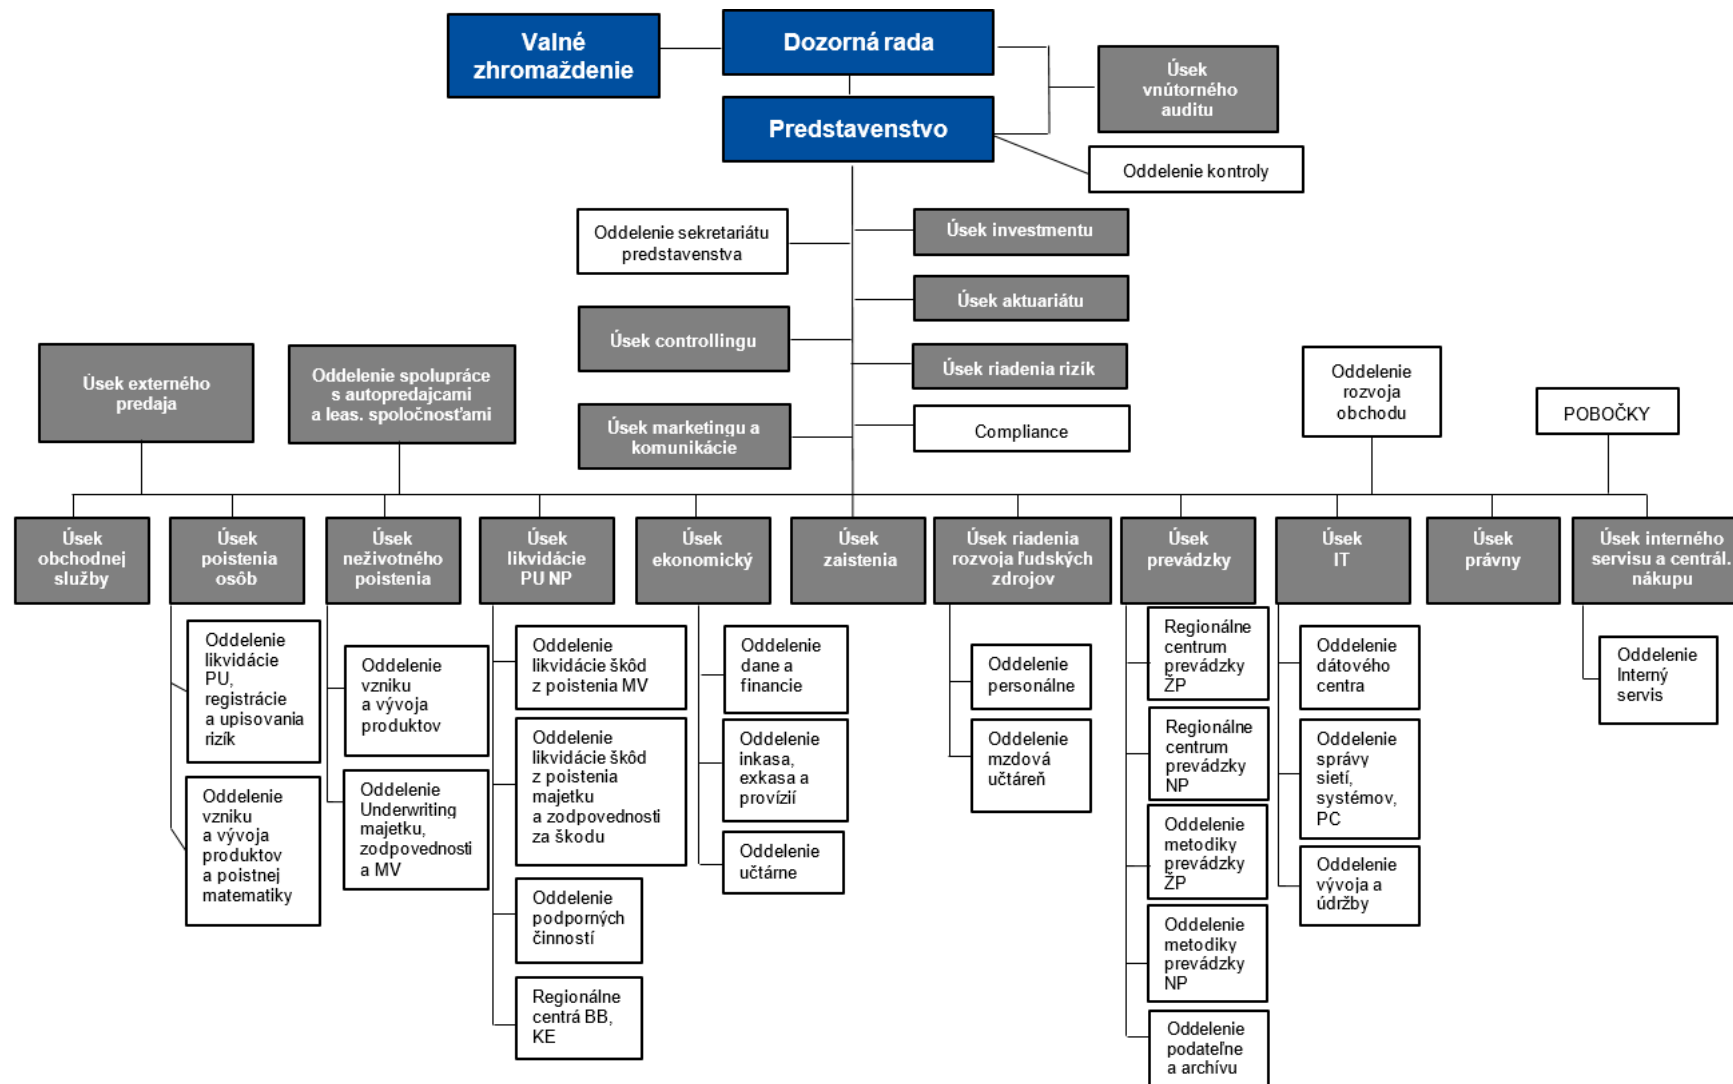 Valné
zhromaždenie
Dozorná rada
Úsek
vnútorného
auditu
Predstavenstvo
Oddelenie kontroly
Oddelenie sekretariátu
predstavenstva
Úsek investmentu
Úsek aktuariátu
Úsek controllingu
Úsek riadenia rizík
Úsek marketingu a
komunikácie
Compliance
Úsek externého
predaja
Oddelenie spolupráce
s autopredajcami
a leas. spoločnosťami
Oddelenie
rozvoja
obchodu
POBOČKY
Úsek
obchodnej
služby
Úsek
poistenia
osôb
Úsek
neživotného
poistenia
Úsek
likvidácie
PU NP
Úsek
ekonomický
Úsek
zaistenia
Úsek riadenia
rozvoja ľudských
zdrojov
Úsek
prevádzky
Úsek
IT
Úsek
právny
Úsek interného
servisu a centrál.
nákupu
Oddelenie
likvidácie
PU,
registrácie
a upisovania
rizík
Oddelenie
vzniku
a vývoja
produktov
a poistnej
matematiky
Oddelenie
vzniku
a vývoja
produktov
Oddelenie
Underwriting
majetku,
zodpovednosti
a MV
Oddelenie
likvidácie škôd
z poistenia MV
Oddelenie
likvidácie škôd
z poistenia
majetku
a zodpovednosti
za škodu
Oddelenie
podporných
činností
Regionálne
centrá BB,
KE
Oddelenie
dane a
financie
Oddelenie
inkasa,
exkasa a
provízií
Oddelenie
učtárne
Oddelenie
personálne
Oddelenie
mzdová
učtáreň
Regionálne
centrum
prevádzky
ŽP
Regionálne
centrum
prevádzky
NP
Oddelenie
metodiky
prevádzky
ŽP
Oddelenie
metodiky
prevádzky
NP
Oddelenie
podateľne
a archívu
Oddelenie
dátového
centra
Oddelenie
správy
sietí,
systémov,
PC
Oddelenie
vývoja a
údržby
Oddelenie
Interný
servis